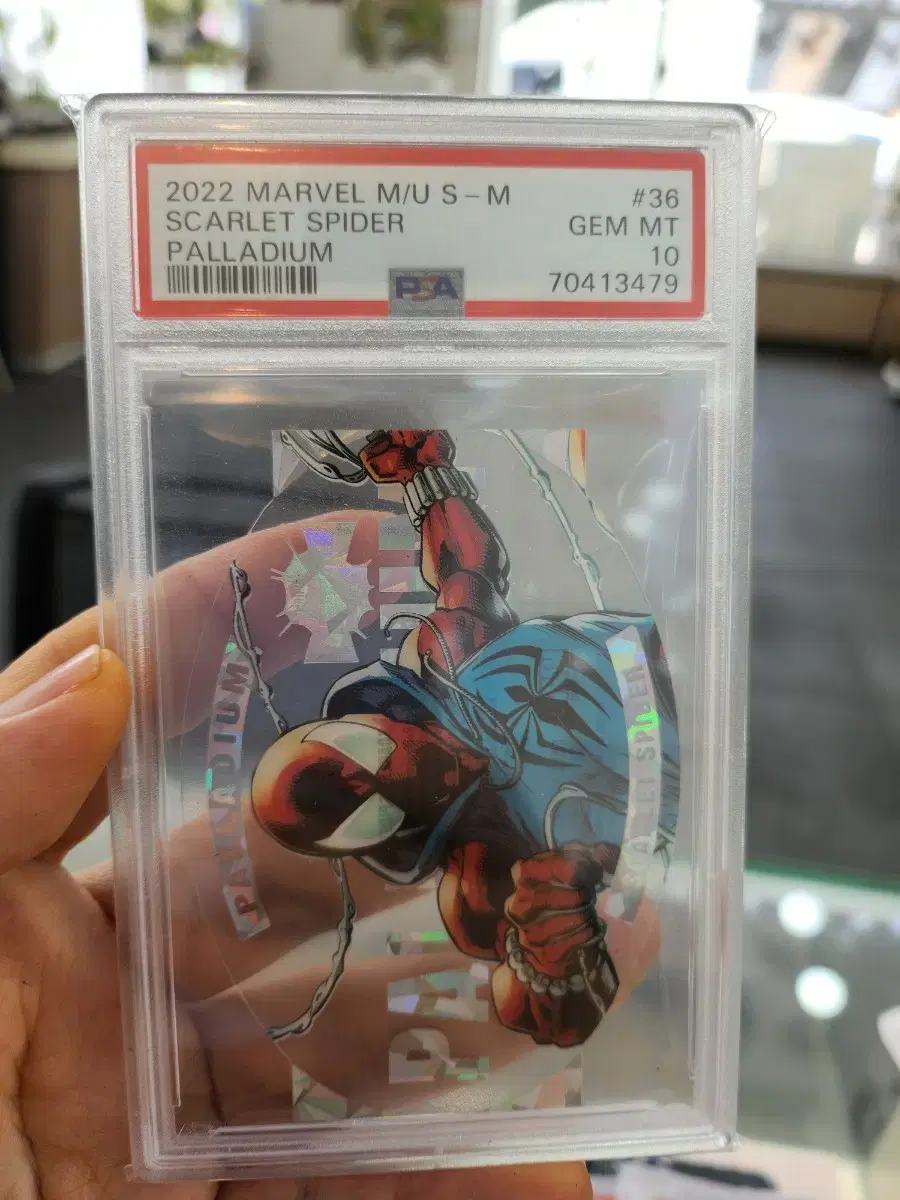 2022 MARVEL M/U S-M #36
SCARLET SPIDER GEM MT
PALLADIUM 10
70413479
PSA
PALLADIUM
SCARLET SPIDER